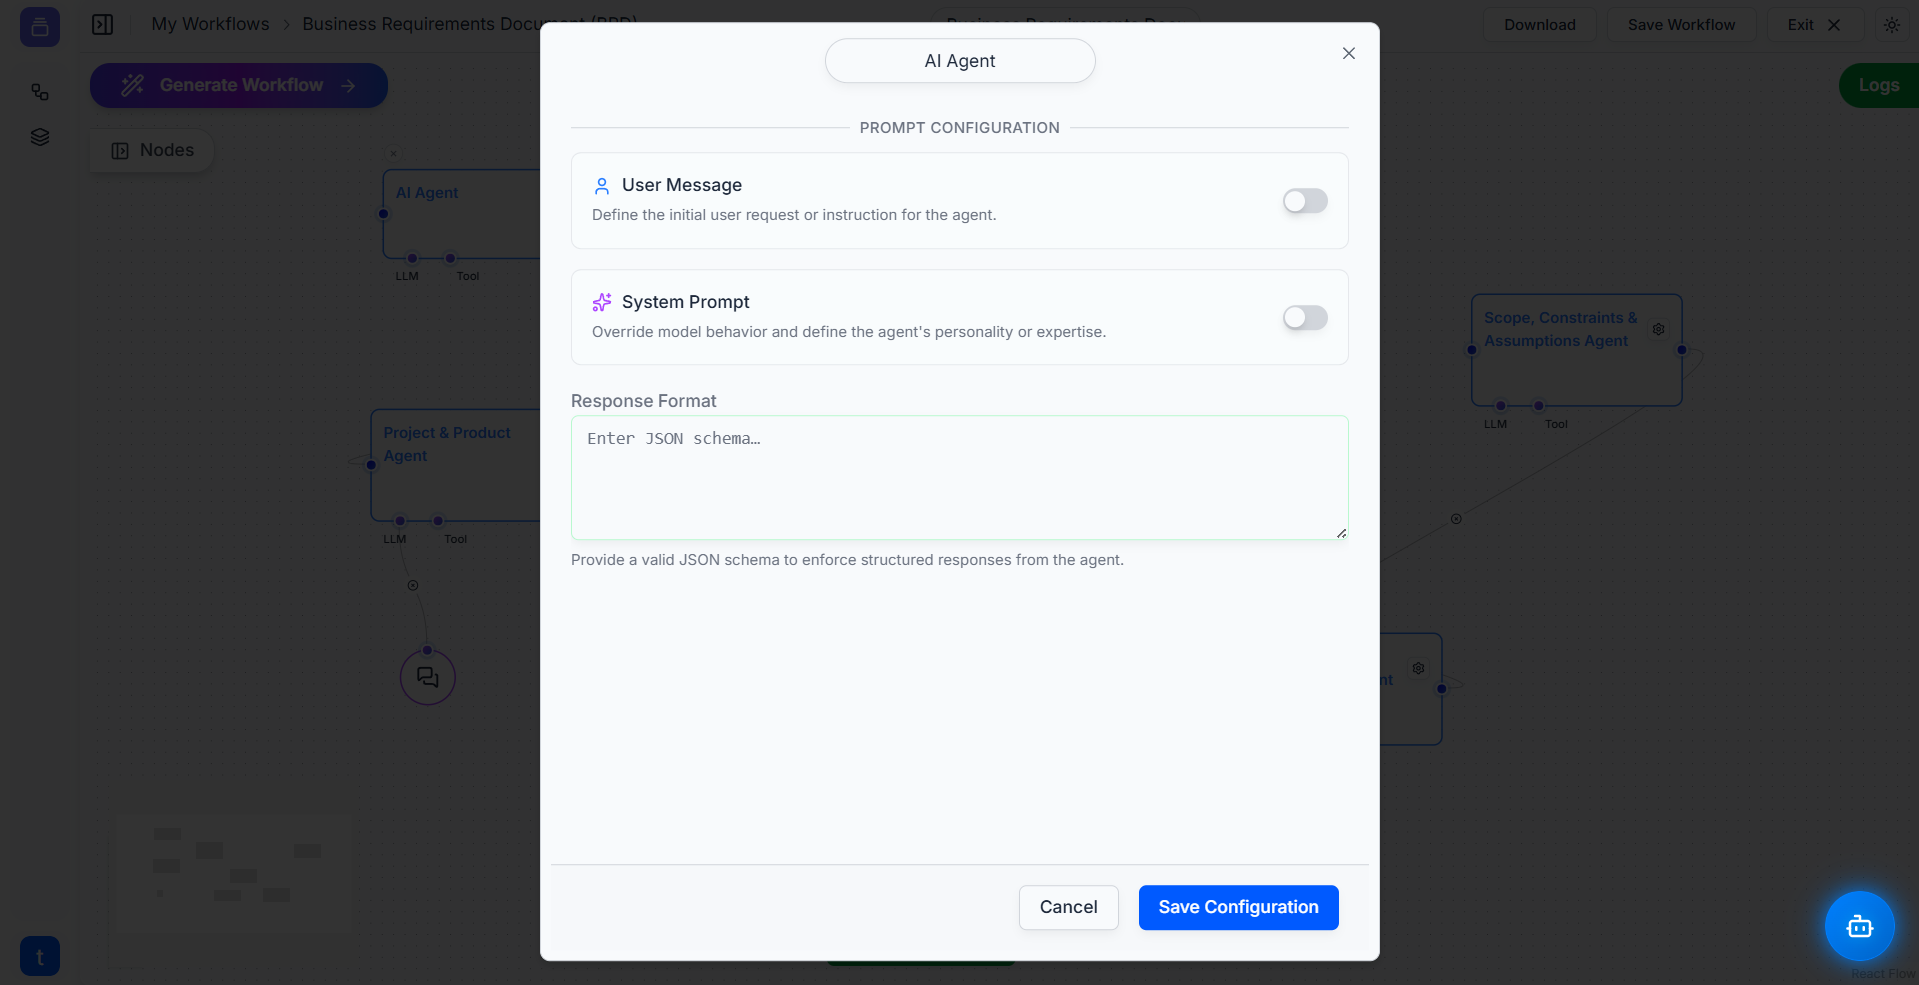 My Workflows
Business Requirements Document (BRD)
Download
Save Workflow
Exit
Generate Workflow
Logs
Nodes
AI Agent
LLM
Tool
Project & Product
Agent
LLM
Tool
AI Agent
PROMPT CONFIGURATION
User Message
Define the initial user request or instruction for the agent.
System Prompt
Override model behavior and define the agent's personality or expertise.
Response Format
Enter JSON schema…
Provide a valid JSON schema to enforce structured responses from the agent.
Cancel
Save Configuration
Scope, Constraints &
Assumptions Agent
LLM
Tool
nt
t
React Flow